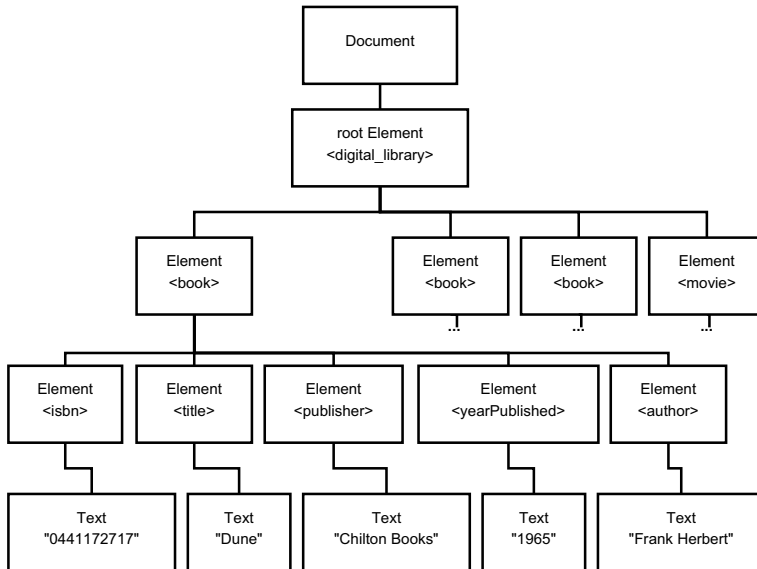 Document
root Element
<digital_library>
Element
<book>
Element
<book>
Element
<book>
Element
<movie>
...
...
...
Element
<isbn>
Element
<title>
Element
<publisher>
Element
<yearPublished>
Element
<author>
Text
"0441172717"
Text
"Dune"
Text
"Chilton Books"
Text
"1965"
Text
"Frank Herbert"